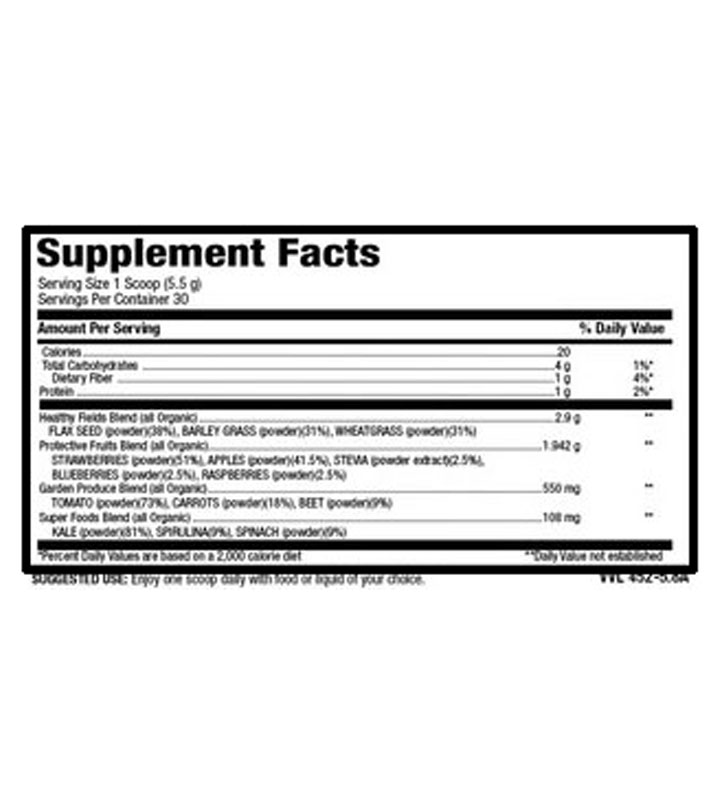 Supplement Facts
Serving Size 1 Scoop (5.5 g)
Servings Per Container 30
Amount Per Serving % Daily Value
Calories 20
Total Carbohydrates 4 g 1%*
Dietary Fiber 1 g 4%*
Protein 1 g 2%*
Healthy Fields Blend (all Organic) 2.9 g **
FLAX SEED (powder)(38%), BARLEY GRASS (powder)(31%), WHEATGRASS (powder)(31%)
Protective Fruits Blend (all Organic) 1.942 g **
STRAWBERRIES (powder)(51%), APPLES (powder)(41.5%), STEVIA (powder extract)(2.5%),
BLUEBERRIES (powder)(2.5%), RASPBERRIES (powder)(2.5%)
Garden Produce Blend (all Organic) 550 mg **
TOMATO (powder)(73%), CARROTS (powder)(18%), BEET (powder)(9%)
Super Foods Blend (all Organic) 108 mg **
KALE (powder)(81%), SPIRULINA(9%), SPINACH (powder)(9%)
*Percent Daily Values are based on a 2,000 calorie diet **Daily Value not established
SUGGESTED USE: Enjoy one scoop daily with food or liquid of your choice.